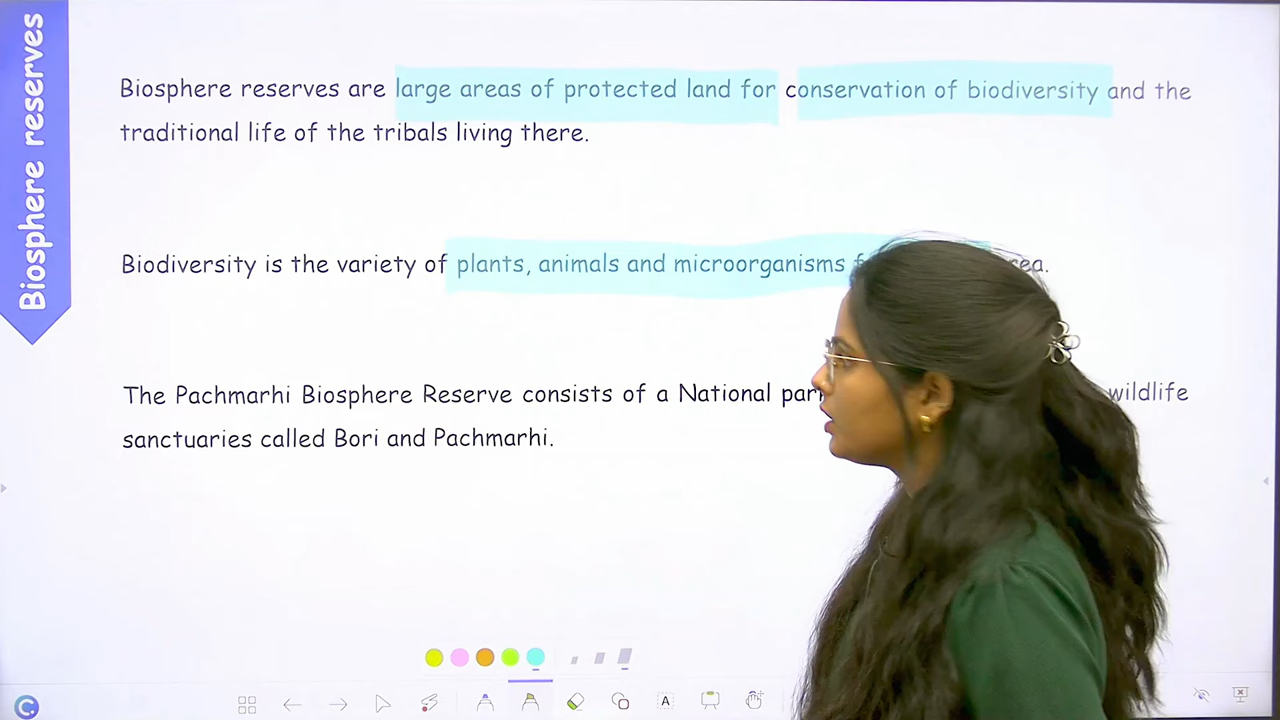 Biosphere reserves
Biosphere reserves are large areas of protected land for conservation of biodiversity and the
traditional life of the tribals living there.
Biodiversity is the variety of plants, animals and microorganisms
The Pachmarhi Biosphere Reserve consists of a National wildlife
sanctuaries called Bori and Pachmarhi.
A